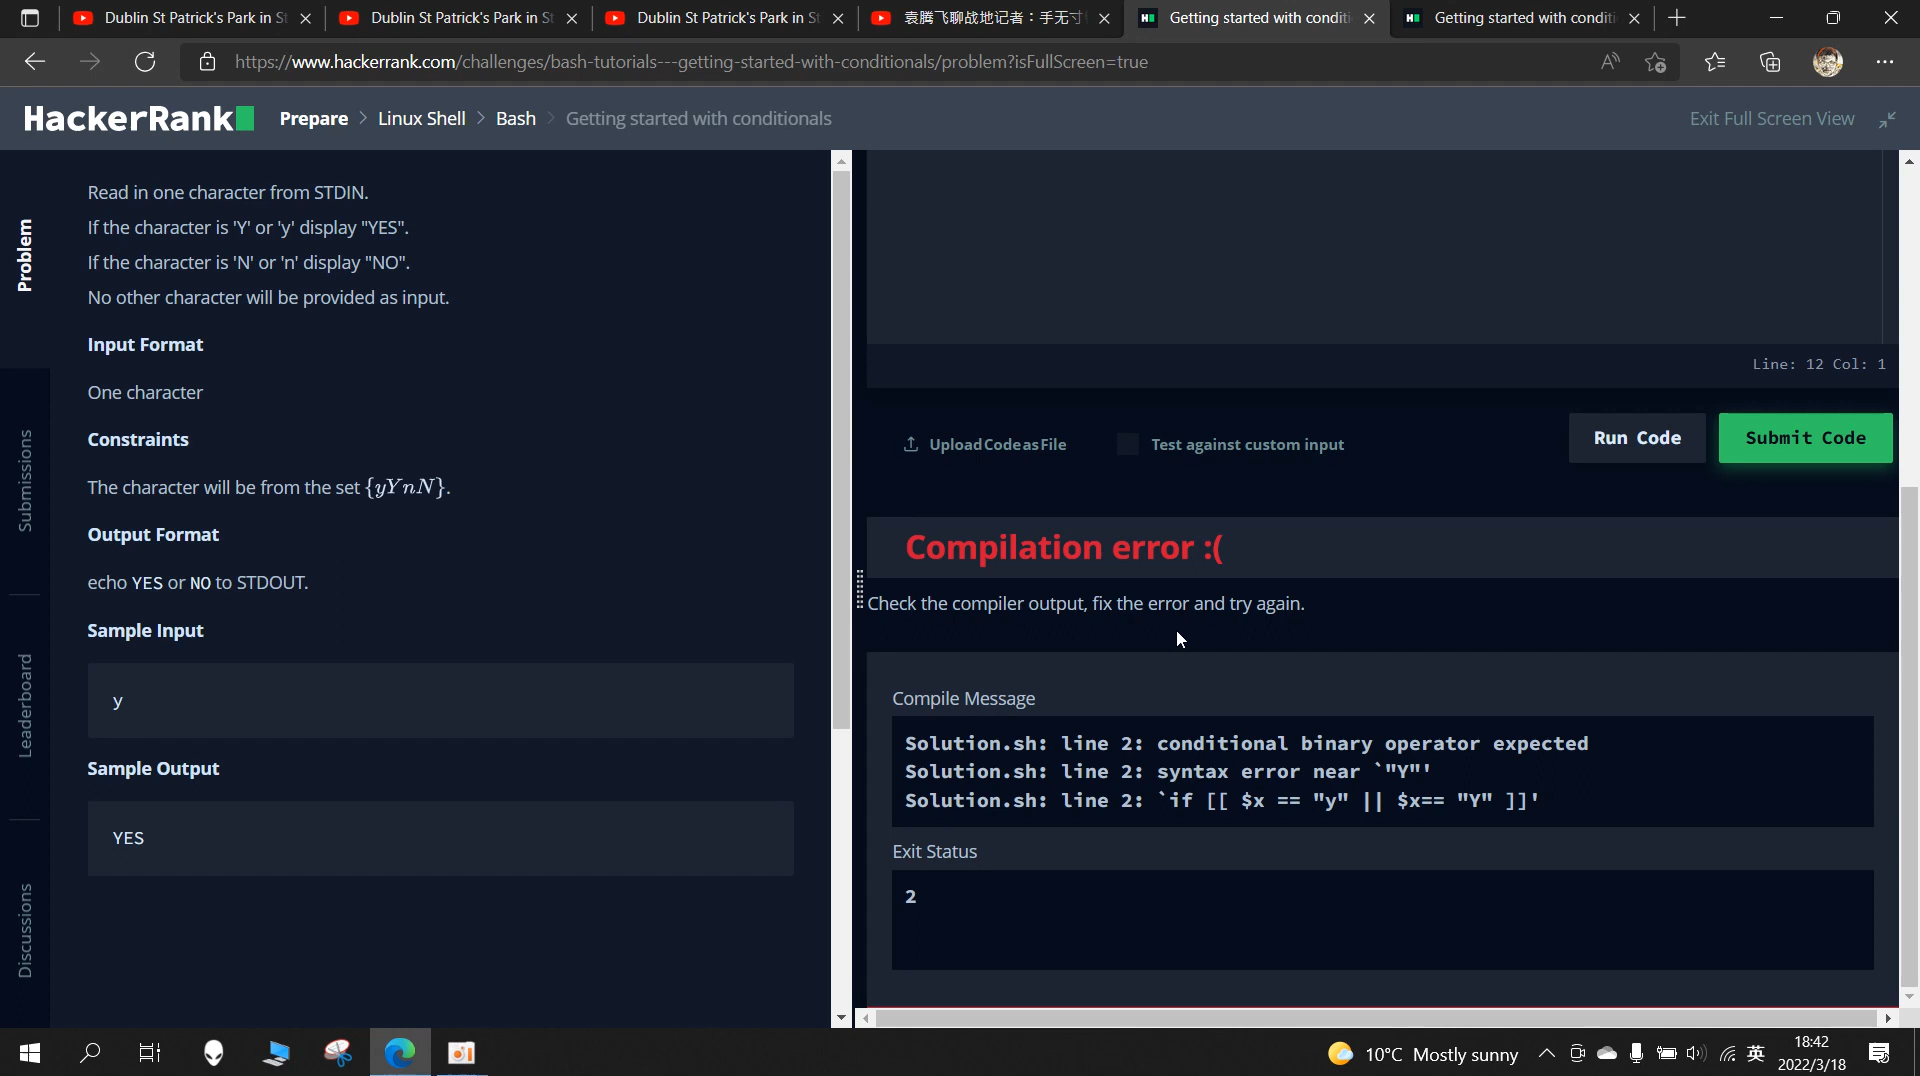 Dublin St Patrick's Park in St
Dublin St Patrick's Park in St
Dublin St Patrick's Park in St
袁腾飞聊战地记者：手无寸
Getting started with conditi
Getting started with conditi
https://www.hackerrank.com/challenges/bash-tutorials---getting-started-with-conditionals/problem?isFullScreen=true
HackerRank
Prepare > Linux Shell > Bash > Getting started with conditionals
Exit Full Screen View
Problem
Submissions
Leaderboard
Discussions
Read in one character from STDIN.
If the character is 'Y' or 'y' display "YES".
If the character is 'N' or 'n' display "NO".
No other character will be provided as input.
Input Format
One character
Constraints
The character will be from the set {yYnN}.
Output Format
echo YES or NO to STDOUT.
Sample Input
y
Sample Output
YES
Line: 12 Col: 1
Upload Code as File
Test against custom input
Run Code
Submit Code
Compilation error :(
Check the compiler output, fix the error and try again.
Compile Message
Solution.sh: line 2: conditional binary operator expected
Solution.sh: line 2: syntax error near `"Y"'
Solution.sh: line 2: `if [[ $x == "y" || $x== "Y" ]]'
Exit Status
2
10°C Mostly sunny
英
18:42
2022/3/18